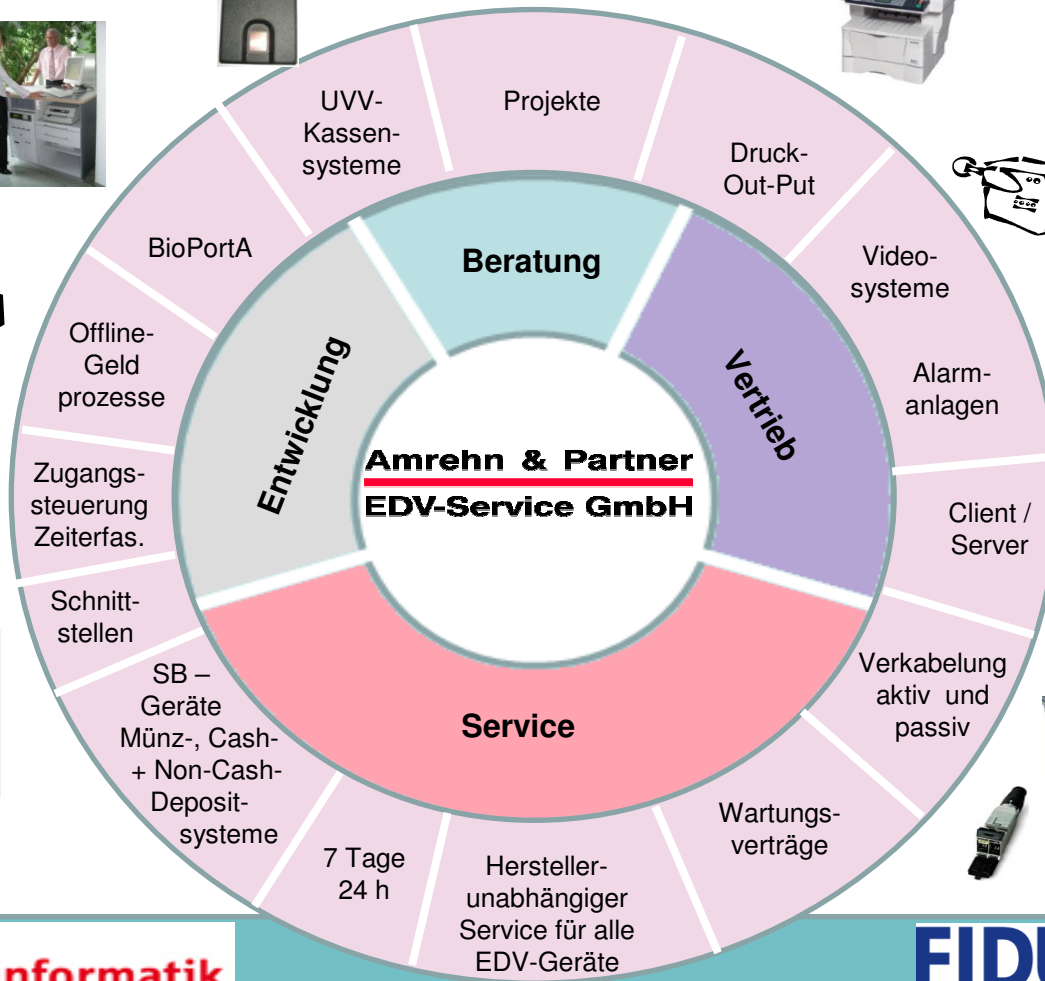 UVV-
Kassen-
systeme
Projekte
Druck-
Out-Put
Video-
systeme
Alarm-
anlagen
Client /
Server
Verkabelung
aktiv und
passiv
Wartungs-
verträge
Hersteller-
unabhängiger
Service für alle
EDV-Geräte
7 Tage
24 h
SB –
Geräte
Münz-, Cash-
+ Non-Cash-
Deposit-
systeme
Schnitt-
stellen
Zugangs-
steuerung
Zeiterfas.
Offline-
Geld
prozesse
BioPortA
Beratung
Vertrieb
Service
Entwicklung
Amrehn & Partner
EDV-Service GmbH
nformatik